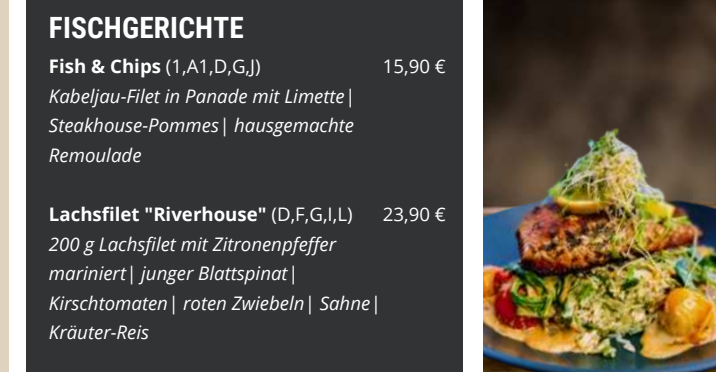 FISCHGERICHTE
Fish & Chips (1,A1,D,G,J) 15,90 €
Kabeljau-Filet in Panade mit Limette|
Steakhouse-Pommes| hausgemachte
Remoulade
Lachsfilet "Riverhouse" (D,F,G,I,L) 23,90 €
200 g Lachsfilet mit Zitronenpfeffer
mariniert| junger Blattspinat|
Kirschtomaten| roten Zwiebeln| Sahne|
Kräuter-Reis